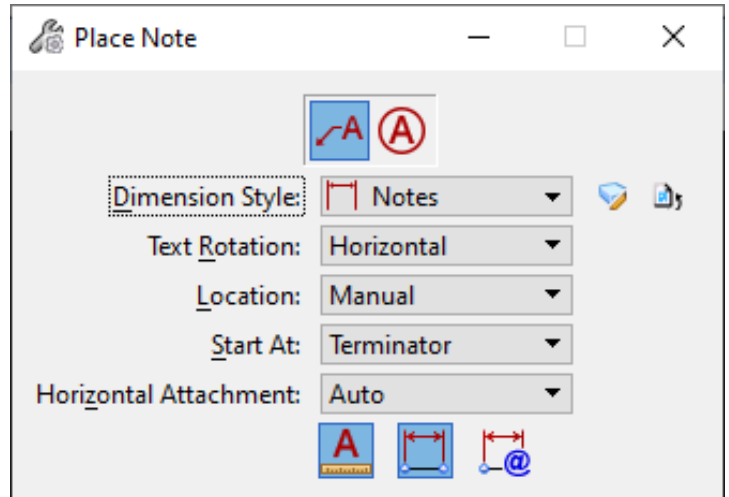 Place Note
A A
Dimension Style: Notes
Text Rotation: Horizontal
Location: Manual
Start At: Terminator
Horizontal Attachment: Auto
A @